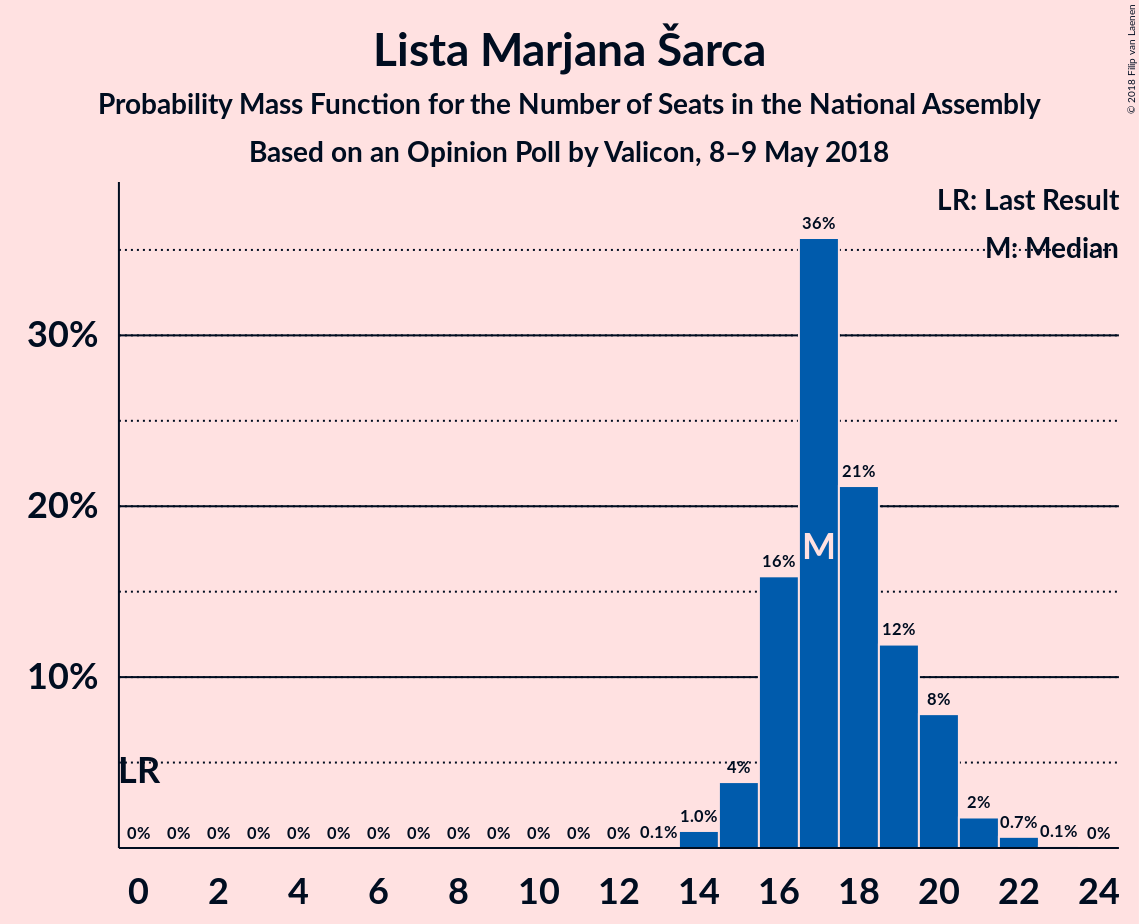 Lista Marjana Šarca
Probability Mass Function for the Number of Seats in the National Assembly
Based on an Opinion Poll by Valicon, 8–9 May 2018
© 2018 Filip van Laenen
LR: Last Result
M: Median
36%
30%
21%
20%
M
16%
12%
10%
8%
LR
4%
0% 0% 0% 0% 0% 0% 0% 0% 0% 0% 0% 0% 0% 0.1% 1.0% 2% 0.7% 0.1% 0%
0 2 4 6 8 10 12 14 16 18 20 22 24